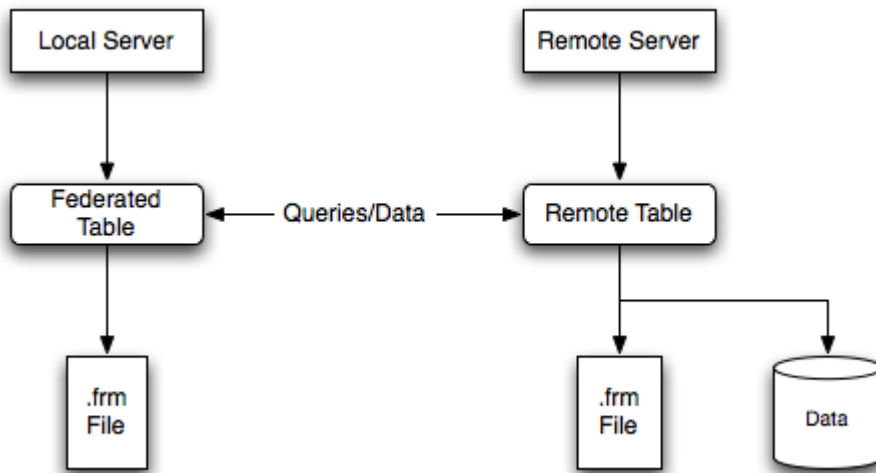 Local Server
Remote Server
Federated
Table
Queries/Data
Remote Table
.frm
File
.frm
File
Data